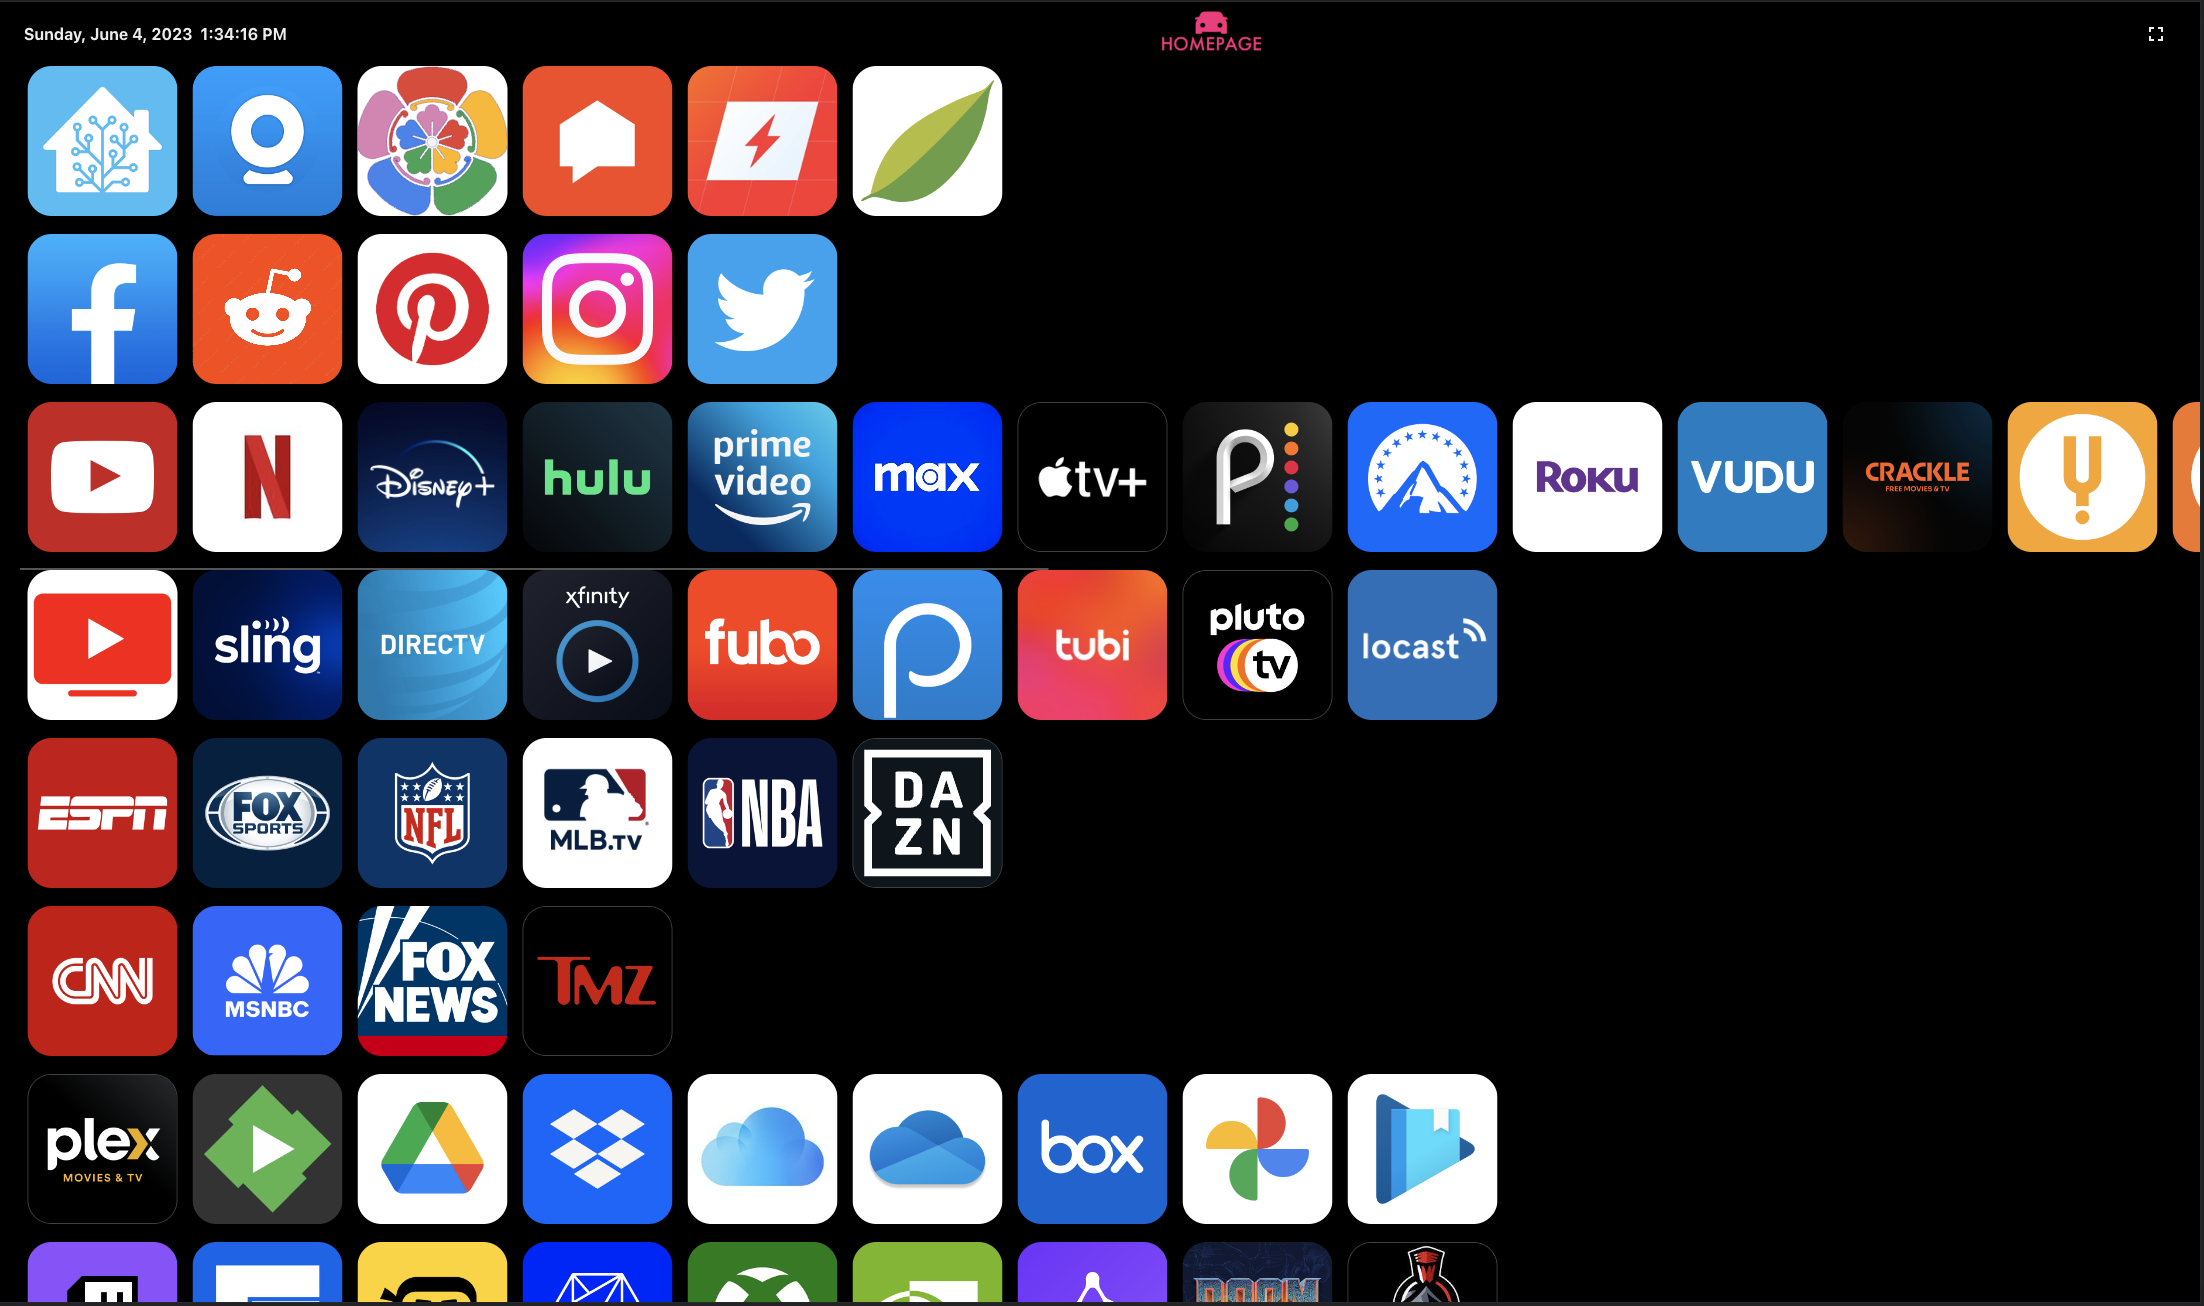 Sunday, June 4, 2023 1:34:16 PM
HOMEPAGE
DISNEY+
hulu
prime
video
max
tv+
ROKU
VUDU
CRACKLE
FREE MOVIES & TV
sling
DIRECTV
xfinity
fubo
tubi
pluto
tv
locast
ESPN
FOX
SPORTS
NFL
MLB.TV
NBA
DA
ZN
CNN
MSNBC
FOX
NEWS
TMZ
plex
MOVIES & TV
box
DOOM